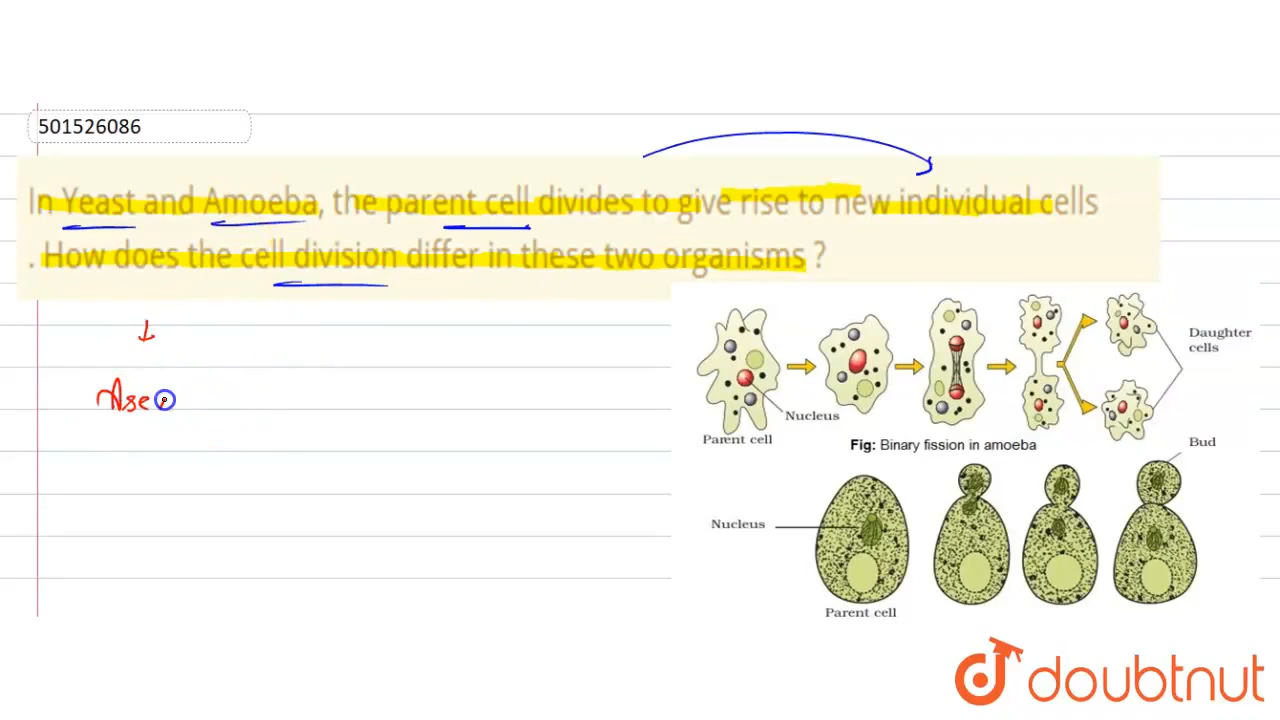 501526086
In Yeast and Amoeba, the parent cell divides to give rise to new individual cells
. How does the cell division differ in these two organisms ?
Asex
Nucleus
Parent cell
Daughter
cells
Fig: Binary fission in amoeba
Bud
Nucleus
Parent cell
doubtnut